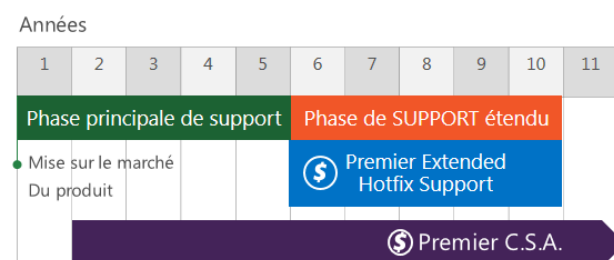 Années
1 2 3 4 5 6 7 8 9 10 11
Phase principale de support Phase de SUPPORT étendu
Mise sur le marché
Du produit
$ Premier Extended
Hotfix Support
$ Premier C.S.A.